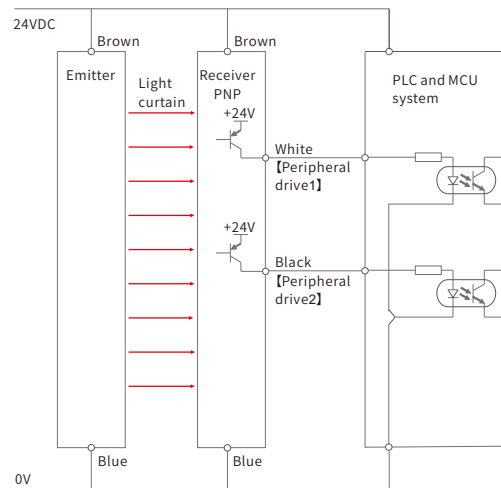 24VDC
Brown
Brown
Emitter
Light
curtain
Receiver
PNP
PLC and MCU
system
+24V
White
【Peripheral
drive1】
+24V
Black
【Peripheral
drive2】
Blue
Blue
0V